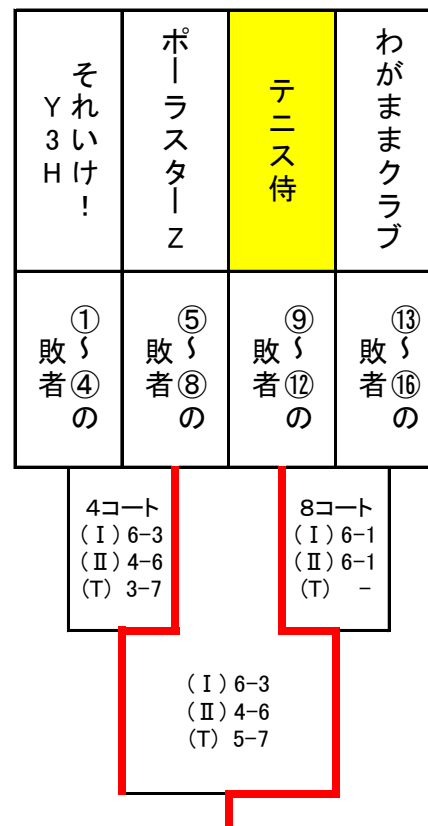 それいけ！
Y3H
ポーラスターZ
テニス侍
わがままクラブ
①～④の
敗者
⑤～⑧の
敗者
⑨～⑫の
敗者
⑬～⑯の
敗者
4コート
(Ⅰ) 6-3
(Ⅱ) 4-6
(T) 3-7
8コート
(Ⅰ) 6-1
(Ⅱ) 6-1
(T) -
(Ⅰ) 6-3
(Ⅱ) 4-6
(T) 5-7